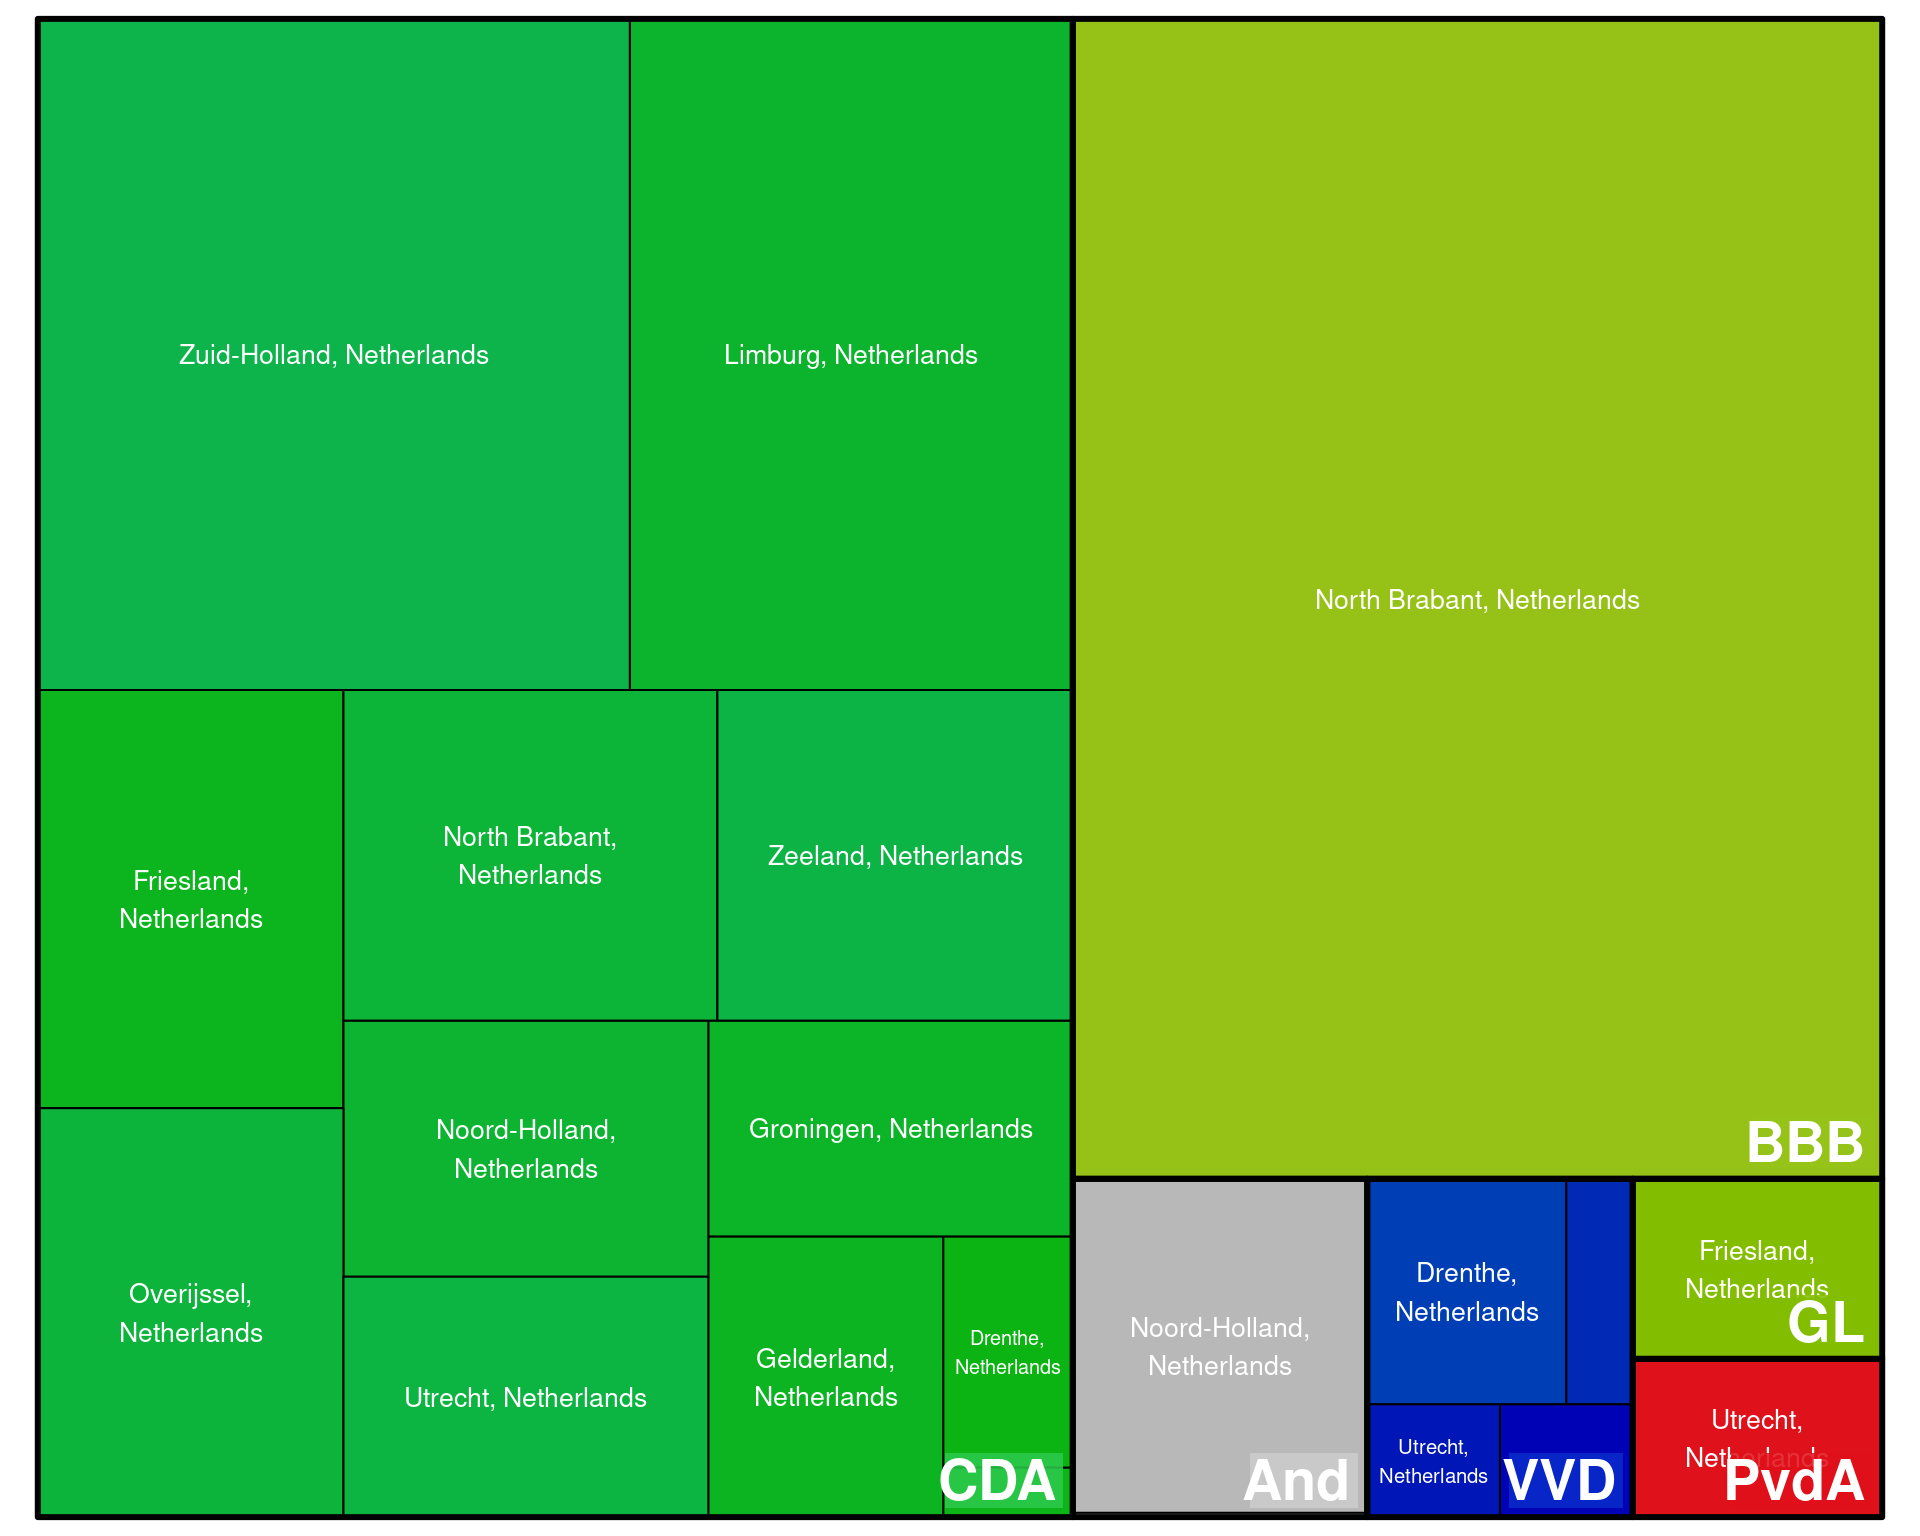 Zuid-Holland, Netherlands
Limburg, Netherlands
North Brabant, Netherlands
Friesland,
Netherlands
North Brabant,
Netherlands
Zeeland, Netherlands
Noord-Holland,
Netherlands
Groningen, Netherlands
Overijssel,
Netherlands
Utrecht, Netherlands
Gelderland,
Netherlands
Drenthe,
Netherlands
CDA
BBB
Noord-Holland,
Netherlands
And
Drenthe,
Netherlands
Utrecht,
Netherlands
VVD
Friesland,
Netherlands
GL
Utrecht,
Netherlands
PvdA